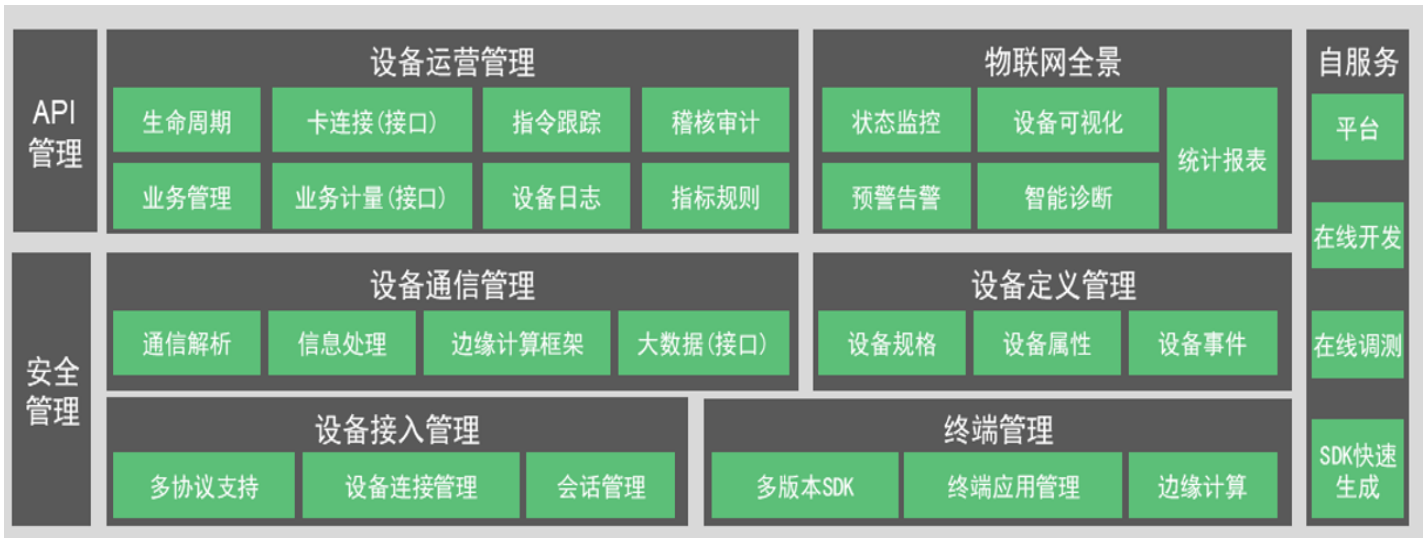 API
管理
设备运营管理
生命周期
卡连接(接口)
指令跟踪
稽核审计
业务管理
业务计量(接口)
设备日志
指标规则
物联网全景
状态监控
设备可视化
统计报表
预警告警
智能诊断
安全
管理
设备通信管理
通信解析
信息处理
边缘计算框架
大数据(接口)
设备定义管理
设备规格
设备属性
设备事件
设备接入管理
多协议支持
设备连接管理
会话管理
终端管理
多版本SDK
终端应用管理
边缘计算
自服务
平台
在线开发
在线调测
SDK快速
生成